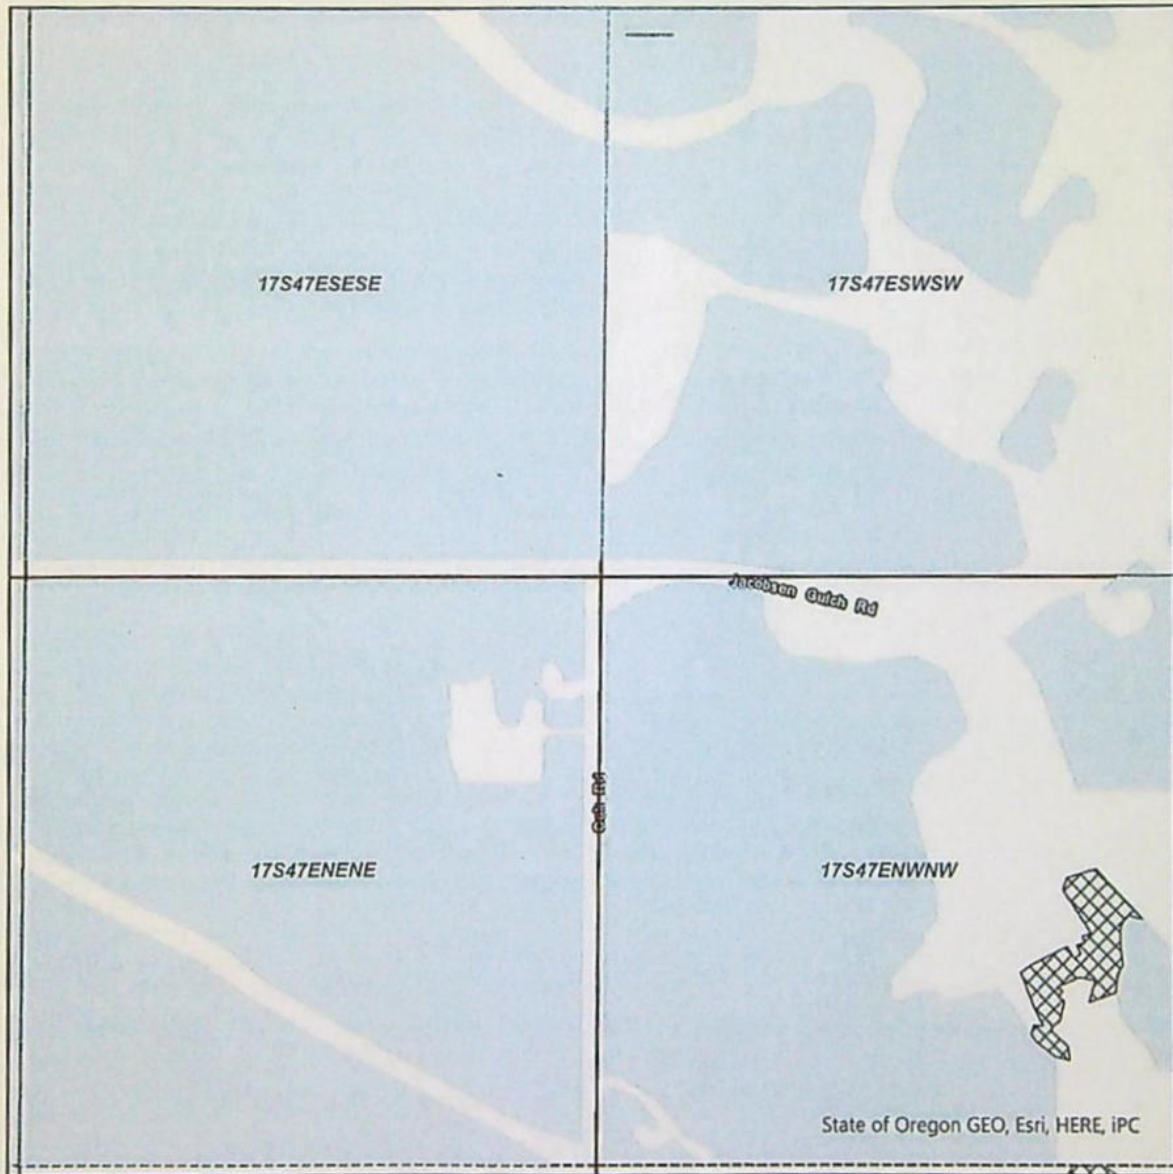 17S47ESESE
17S47ESWSW
Jacobsen Gulch Rd
17S47ENENE
17S47ENWNW
State of Oregon GEO, Esri, HERE, iPC